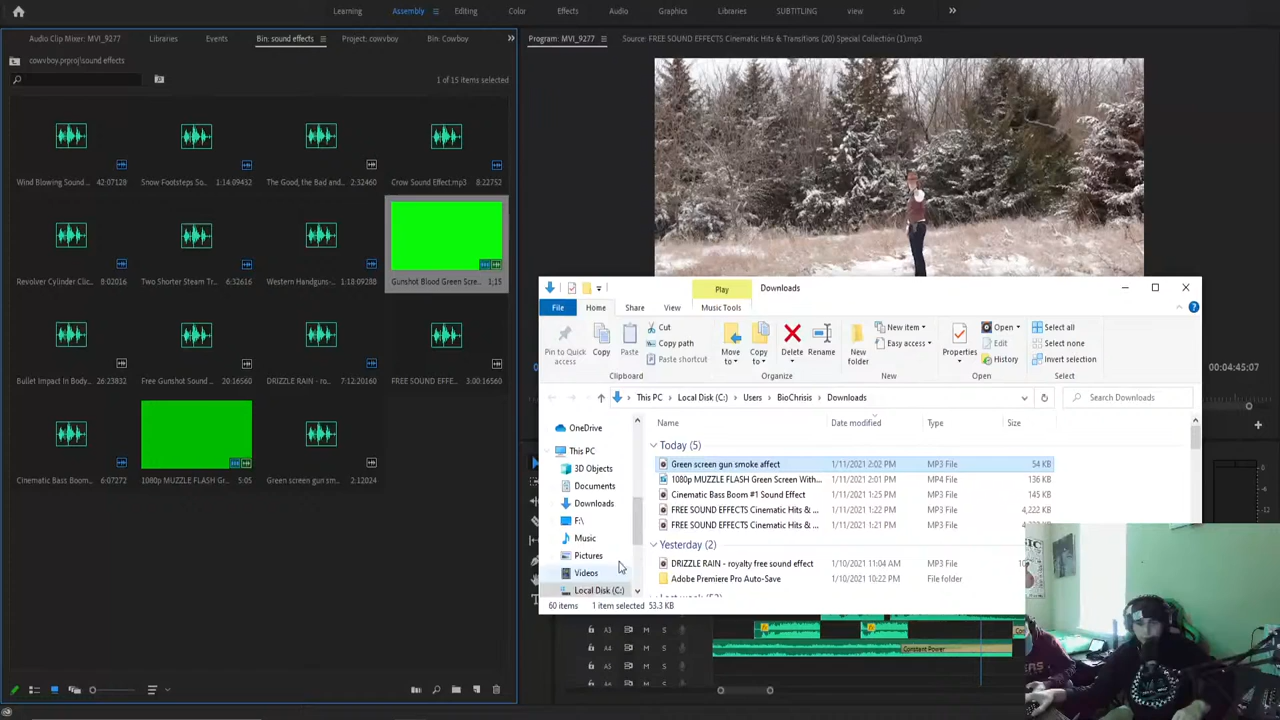 Learning Assembly Editing Color Effects Audio Graphics Libraries SUBTITLING view sub
Audio Clip Mixer: MVI_9277 Libraries Events Bin: sound effects Project: cowvboy Bin: Cowboy
Program: MVI_9277 Source: FREE SOUND EFFECTS Cinematic Hits & Transitions (20) Special Collection (1).mp3
cowvboy.prproj\sound effects
1 of 15 items selected
Wind Blowing Sound... 42:07128 Snow Footsteps So... 1:14:09432 The Good, the Bad and... 2:32460 Crow Sound Effect.mp3 8:22752
Revolver Cylinder Clic... 8:02016 Two Shorter Steam Tr... 6:32616 Western Handguns-... 1:18:09288 Gunshot Blood Green Scre... 1;15
Bullet Impact In Body... 26:23832 Free Gunshot Sound ... 20:16560 DRIZZLE RAIN - ro... 7:12:20160 FREE SOUND EFFE... 3:00:16560
Cinematic Bass Boom... 6:07272 1080p MUZZLE FLASH Gr... 5:05 Green screen gun sm... 2:12024
Play Downloads
File Home Share View Music Tools
Pin to Quick access
Copy
Paste
Cut
Copy path
Paste shortcut
Move to
Copy to
Delete
Rename
New folder
New item
Easy access
Properties
Open
Edit
History
Select all
Select none
Invert selection
Clipboard Organize New Open Select
This PC Local Disk (C:) Users BioChrisis Downloads
Search Downloads
00:04:45:07
OneDrive
This PC
3D Objects
Documents
Downloads
F:\
Music
Pictures
Videos
Local Disk (C:)
Name Date modified Type Size
Today (5)
Green screen gun smoke affect 1/11/2021 2:02 PM MP3 File 54 KB
1080p MUZZLE FLASH Green Screen With... 1/11/2021 2:01 PM MP4 File 136 KB
Cinematic Bass Boom #1 Sound Effect 1/11/2021 1:25 PM MP3 File 145 KB
FREE SOUND EFFECTS Cinematic Hits & ... 1/11/2021 1:22 PM MP3 File 4,222 KB
FREE SOUND EFFECTS Cinematic Hits & ... 1/11/2021 1:21 PM MP3 File 4,222 KB
Yesterday (2)
DRIZZLE RAIN - royalty free sound effect 1/10/2021 11:04 AM MP3 File
Adobe Premiere Pro Auto-Save 1/10/2021 10:22 PM File folder
60 items 1 item selected 53.3 KB
A3 M S
A4 M S
M S
Constant Power